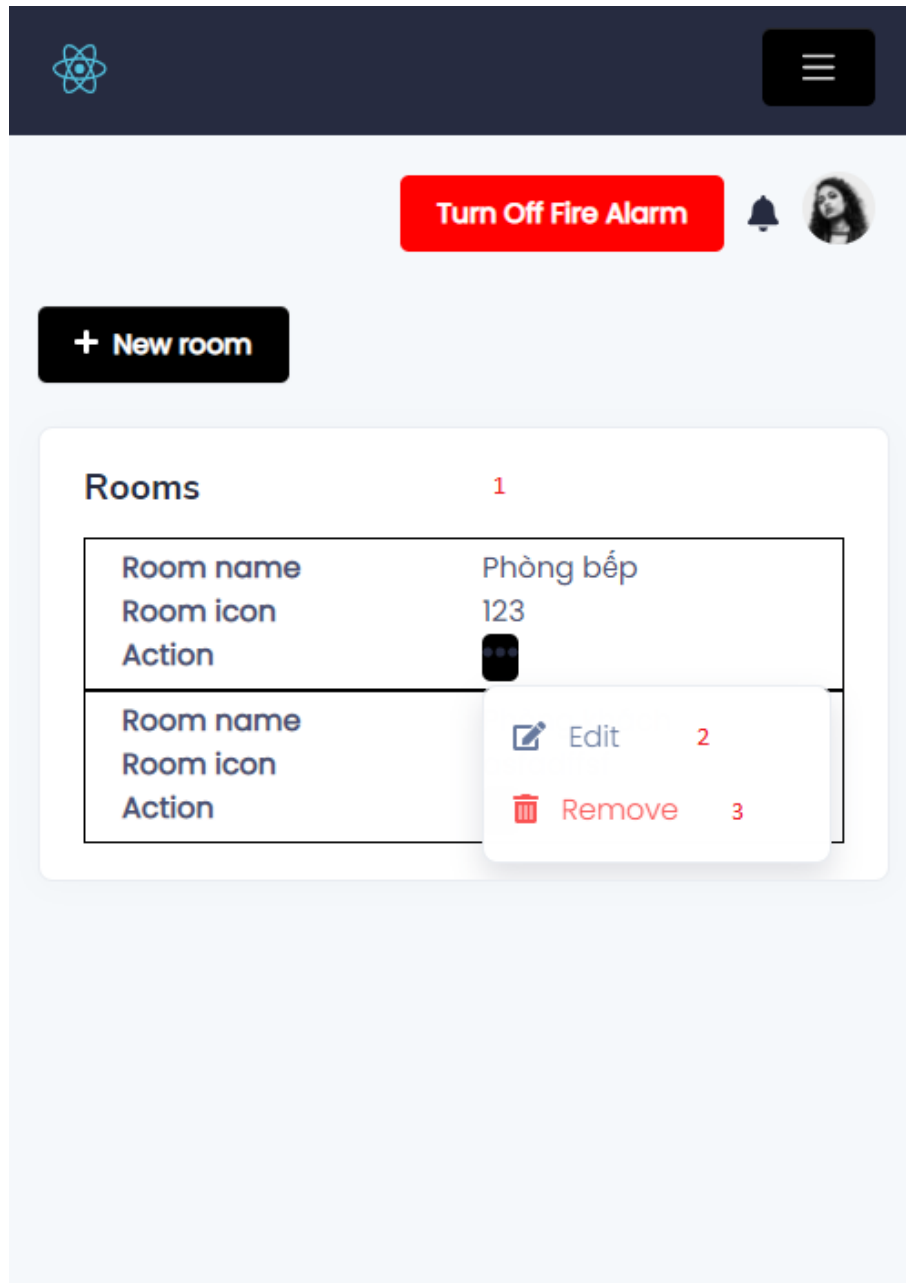 Turn Off Fire Alarm
New room
Rooms 1
Room name Phòng bếp
Room icon 123
Action
Room name
Room icon
Action
Edit 2
Remove 3